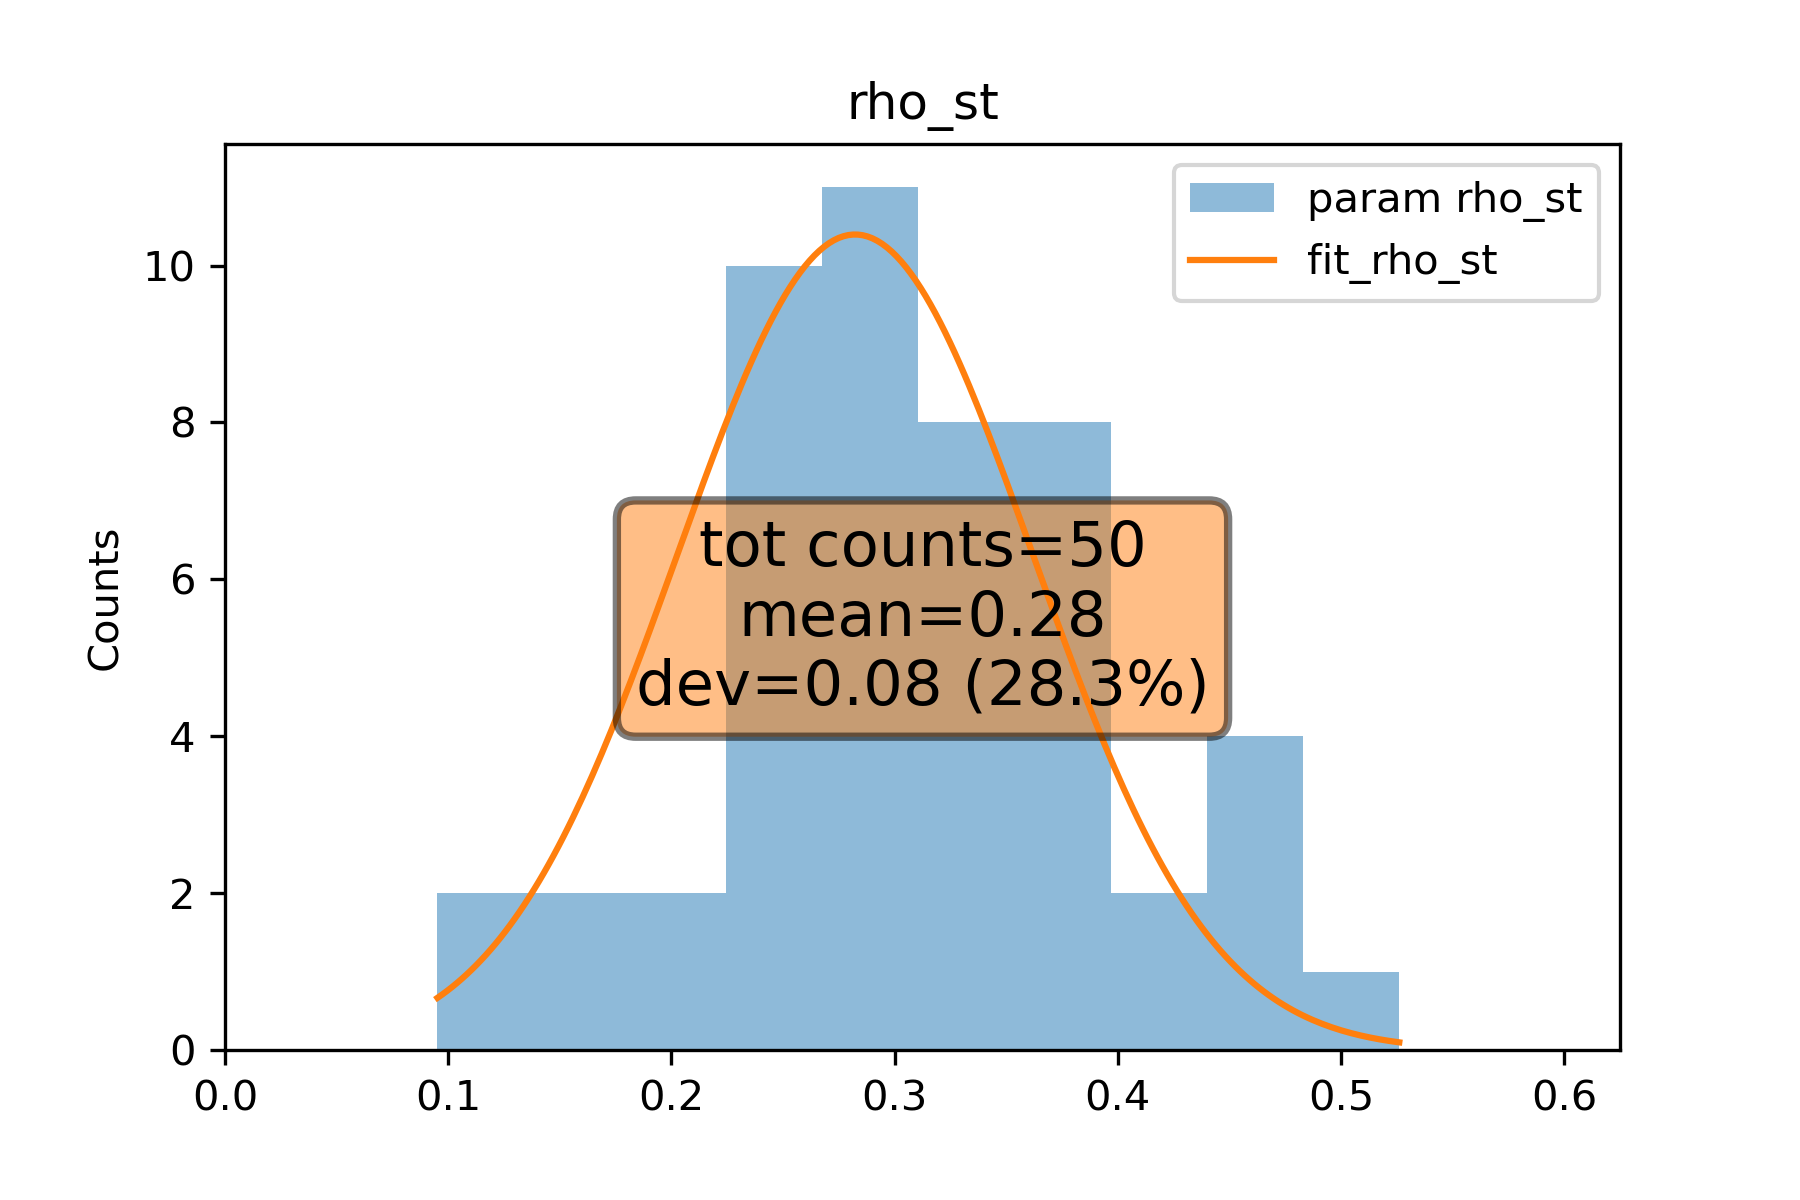 rho_st
param rho_st
fit_rho_st
Counts
10
8
6
4
2
0
tot counts=50
mean=0.28
dev=0.08 (28.3%)
0.0 0.1 0.2 0.3 0.4 0.5 0.6